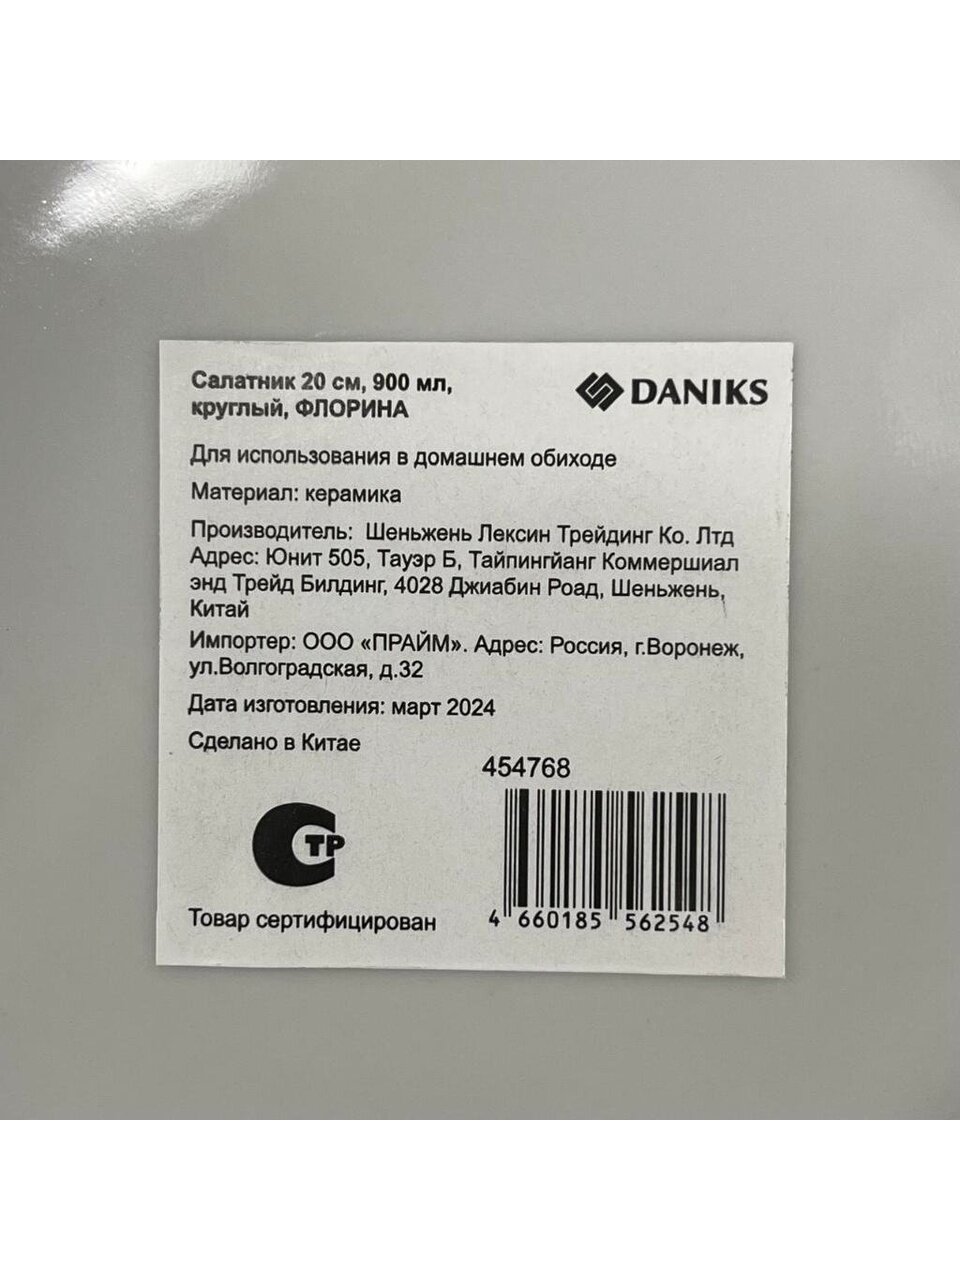 Салатник 20 см, 900 мл,
круглый, ФЛОРИНА
DANIKS
Для использования в домашнем обиходе
Материал: керамика
Производитель: Шеньжень Лексин Трейдинг Ко. Лтд
Адрес: Юнит 505, Тауэр Б, Тайпингйанг Коммершиал
энд Трейд Билдинг, 4028 Джиабин Роад, Шеньжень,
Китай
Импортер: ООО «ПРАЙМ». Адрес: Россия, г.Воронеж,
ул.Волгоградская, д.32
Дата изготовления: март 2024
Сделано в Китае
454768
СТР
Товар сертифицирован
4 660185 562548